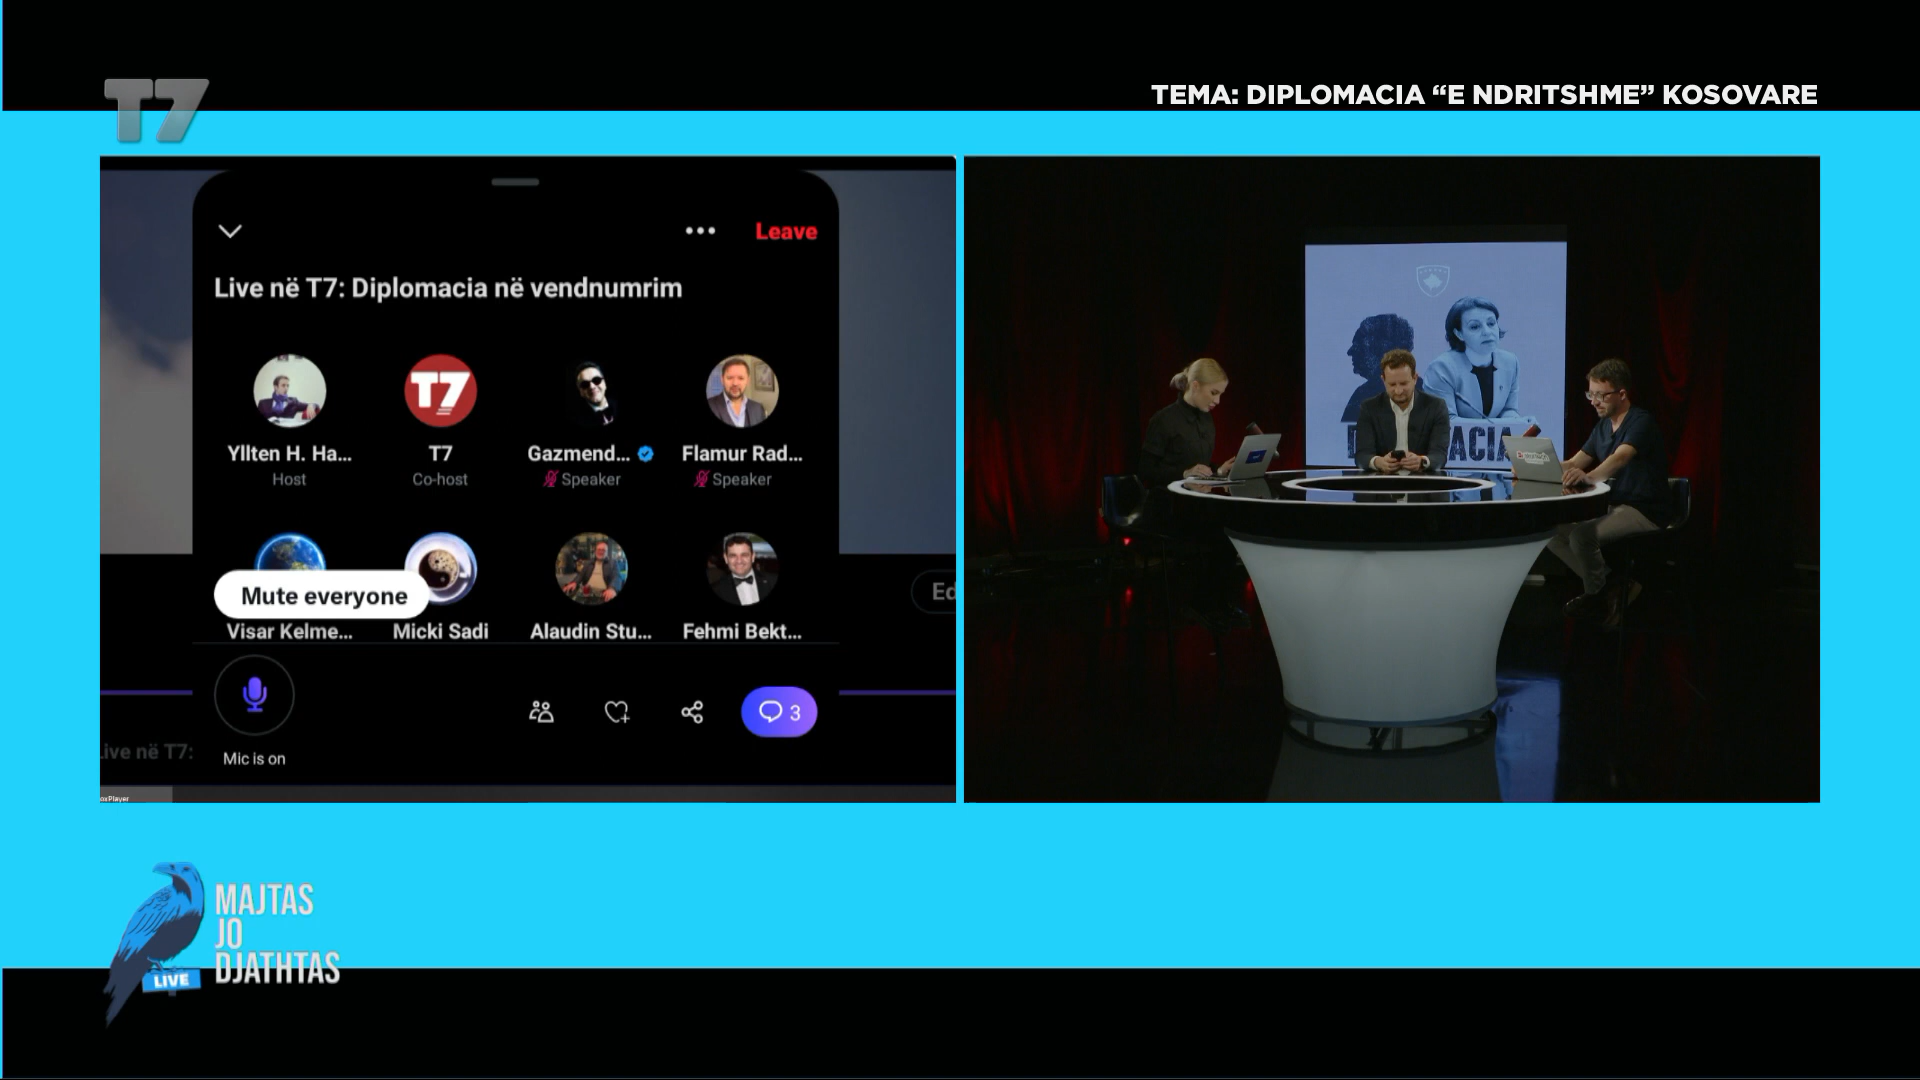 T7
TEMA: DIPLOMACIA “E NDRITSHME” KOSOVARE
Leave
Live në T7: Diplomacia në vendnumrim
T7
Yllten H. Ha...
Host
T7
Co-host
Gazmend...
Speaker
Flamur Rad...
Speaker
Mute everyone
Visar Kelme...
Micki Sadi
Alaudin Stu...
Fehmi Bekt...
Ed
3
Mic is on
ive në T7:
oxPlayer
MAJTAS
JO
DJATHTAS
LIVE